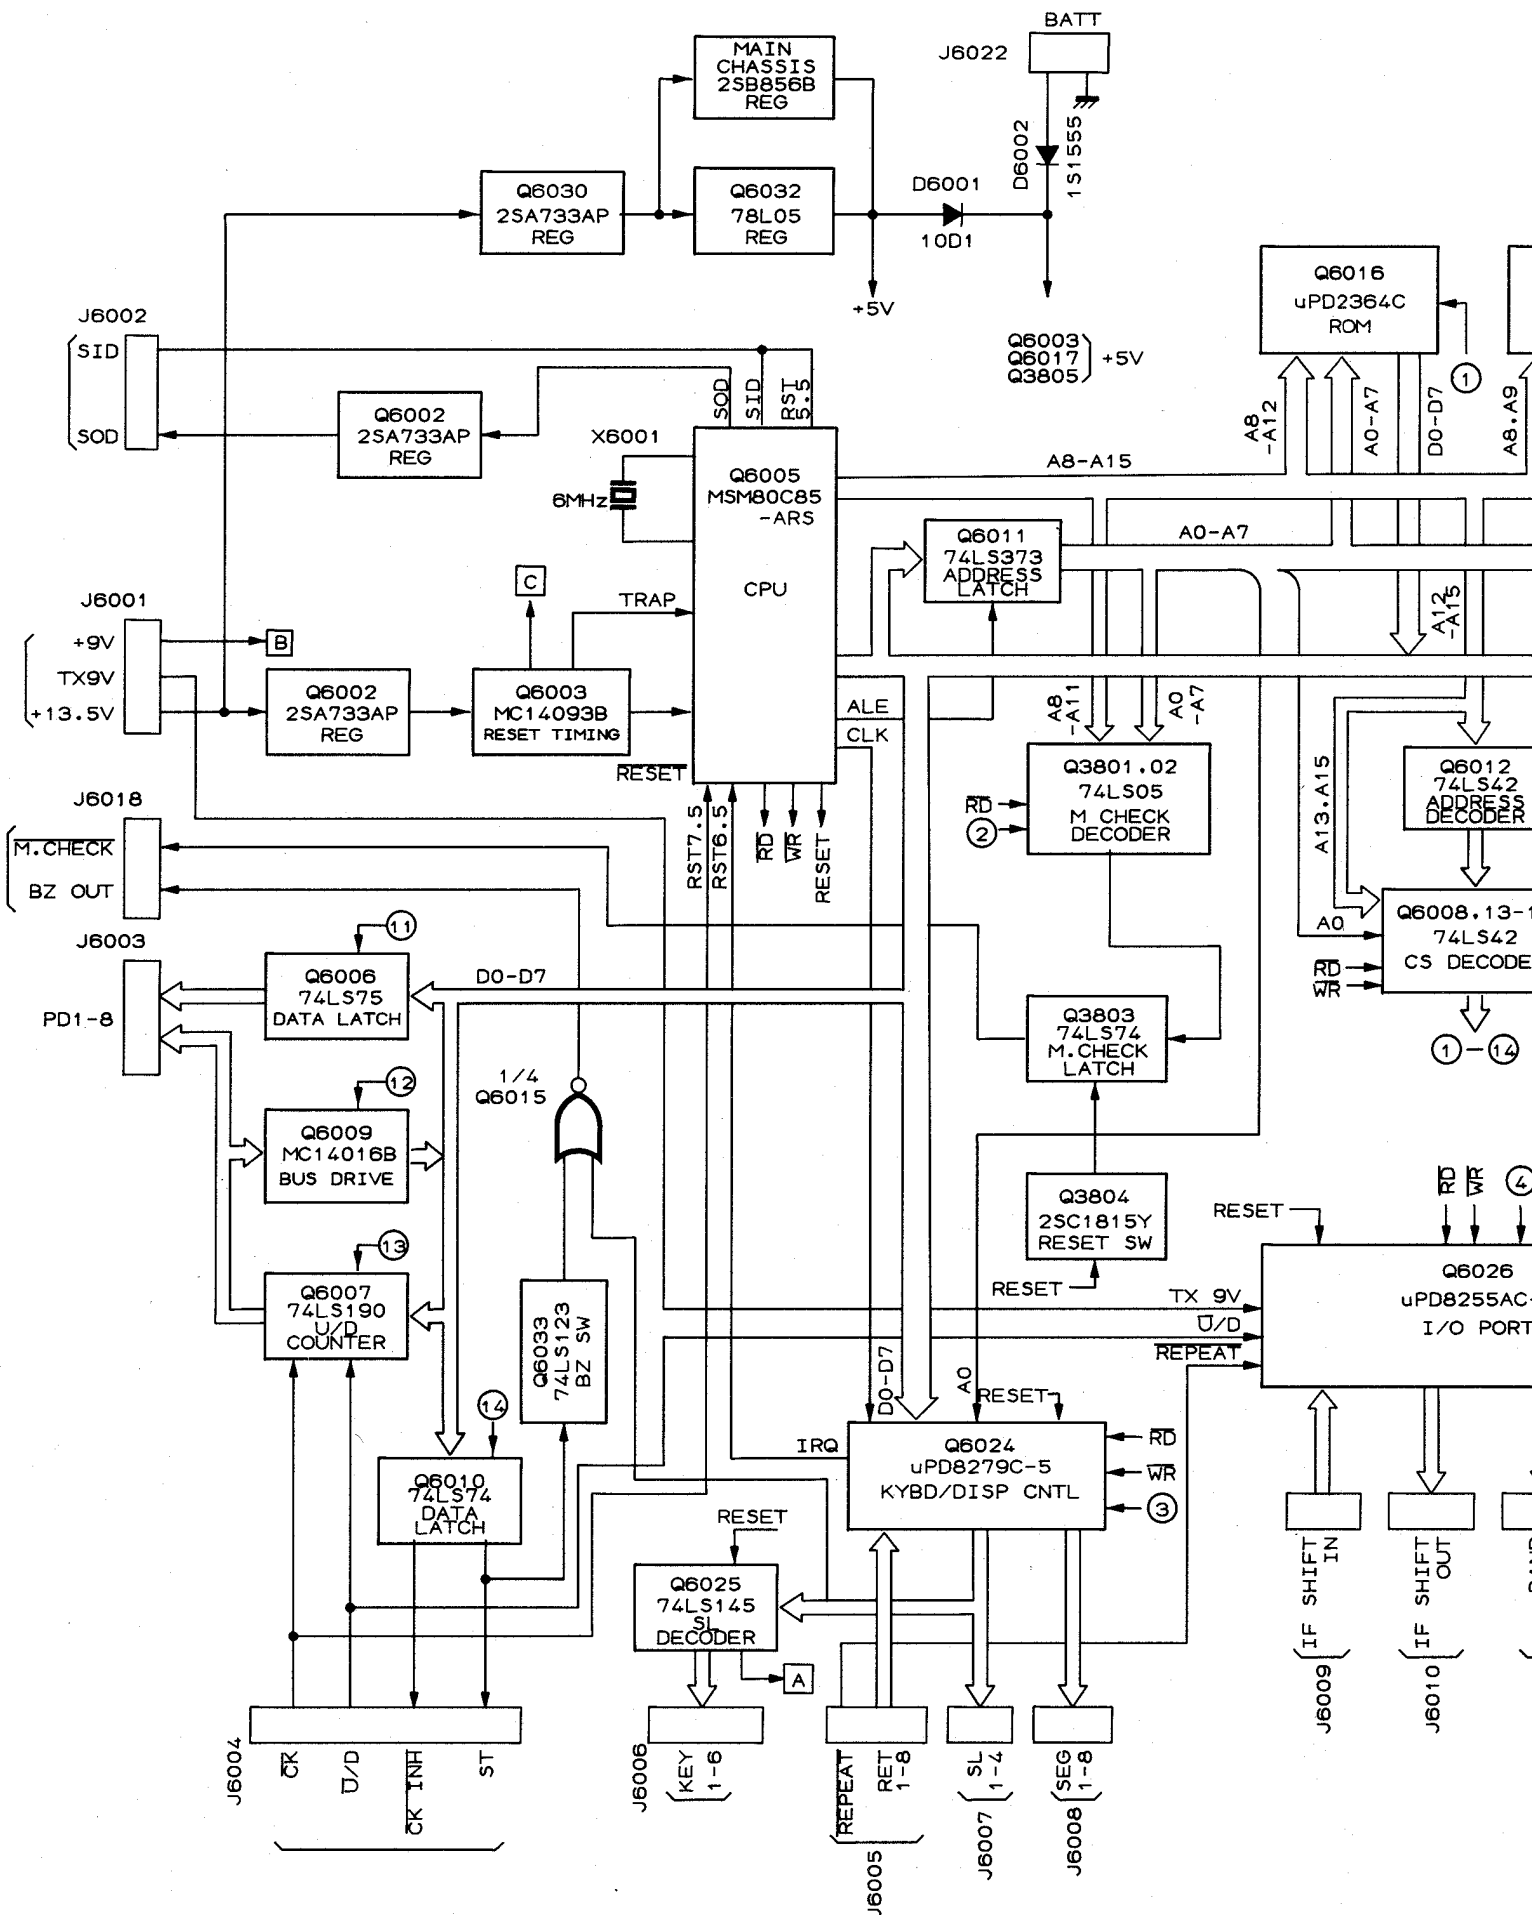 BATT
J6022
MAIN
CHASSIS
2SB856B
REG
D6002
1S1555
Q6030
2SA733AP
REG
Q6032
78L05
REG
D6001
10D1
+5V
Q6003
Q6017
Q3805
+5V
Q6016
uPD2364C
ROM
1
J6002
SID
SOD
Q6002
2SA733AP
REG
SOD
SID
RST
5.5
X6001
6MHz
Q6005
MSM80C85
-ARS
CPU
A8-A15
A8
-A12
A0-A7
D0-D7
A8.A9
Q6011
74LS373
ADDRESS
LATCH
A0-A7
A12
-A15
C
TRAP
J6001
+9V
TX9V
+13.5V
B
Q6002
2SA733AP
REG
Q6003
MC14093B
RESET TIMING
RESET
ALE
CLK
A8
-A11
A0
-A7
RST7.5
RST6.5
RD
WR
RESET
Q3801.02
74LS05
M CHECK
DECODER
RD
2
A13.A15
Q6012
74LS42
ADDRESS
DECODER
J6018
M.CHECK
BZ OUT
A0
Q6008.13-1
74LS42
CS DECODE
RD
WR
1 - 14
J6003
PD1-8
11
Q6006
74LS75
DATA LATCH
D0-D7
Q3803
74LS74
M.CHECK
LATCH
1/4
Q6015
12
Q6009
MC14016B
BUS DRIVE
Q3804
2SC1815Y
RESET SW
RESET
13
Q6007
74LS190
U/D
COUNTER
Q6033
74LS123
BZ SW
RESET
RD
WR
4
Q6026
uPD8255AC-
I/O PORT
TX 9V
U/D
REPEAT
D0-D7
A0
RESET
14
Q6010
74LS74
DATA
LATCH
IRQ
Q6024
uPD8279C-5
KYBD/DISP CNTL
RD
WR
3
RESET
Q6025
74LS145
SL
DECODER
A
IF SHIFT
IN
J6009
IF SHIFT
OUT
J6010
J6004
CK
U/D
CK INH
ST
J6006
KEY
1-6
REPEAT
RET
1-8
J6005
SL
1-4
J6007
SEG
1-8
J6008